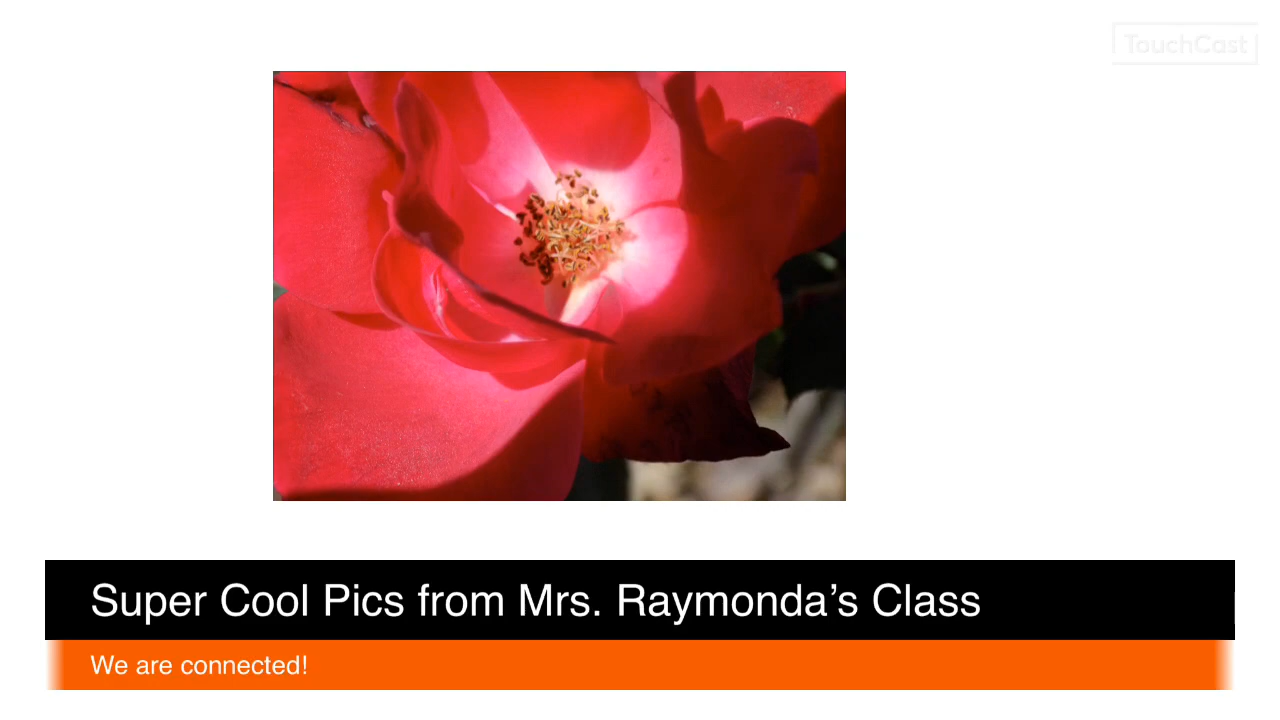 TouchCast
Super Cool Pics from Mrs. Raymonda’s Class
We are connected!